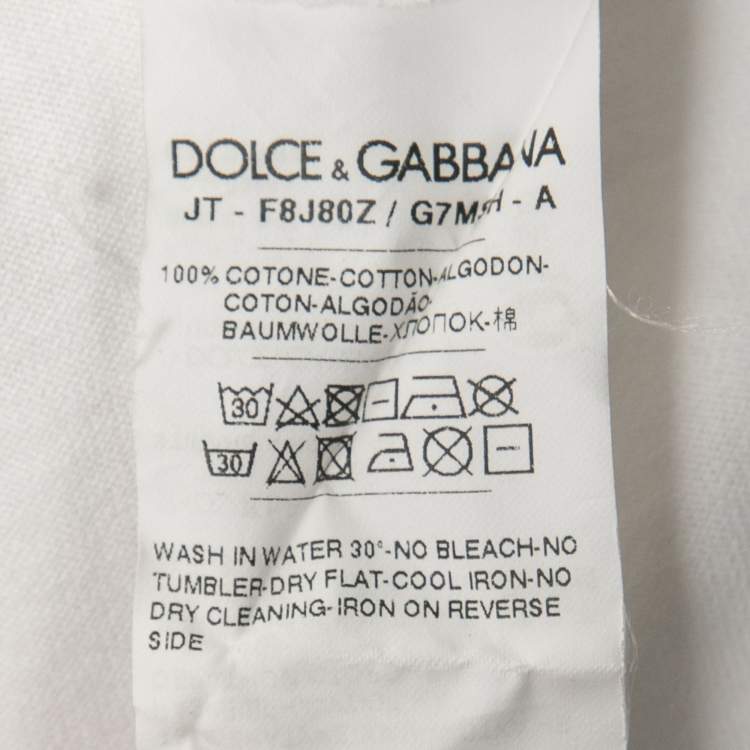 DOLCE & GABBANA
JT - F8J80Z / - A
100% COTONE-COTTON-ALGODON-
COTON-ALGODÃO-
BAUMWOLLE-ХЛОПОК-棉
30
30
WASH IN WATER 30°-NO BLEACH-NO
TUMBLER-DRY FLAT-COOL IRON-NO
DRY CLEANING-IRON ON REVERSE
SIDE